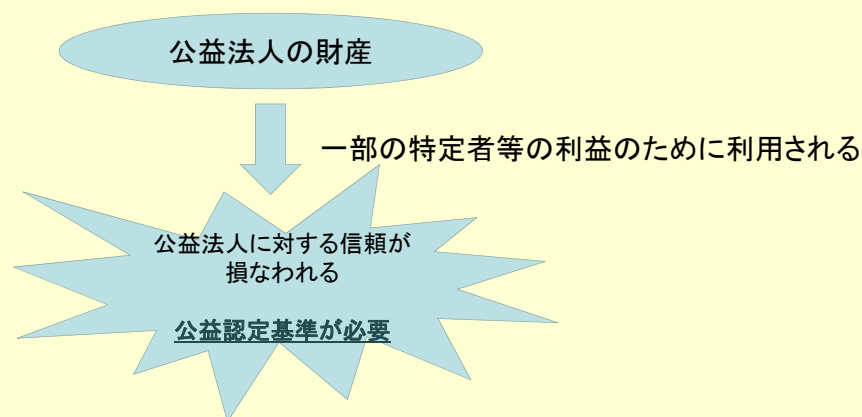 公益法人の財産
一部の特定者等の利益のために利用される
公益法人に対する信頼が
損なわれる
公益認定基準が必要